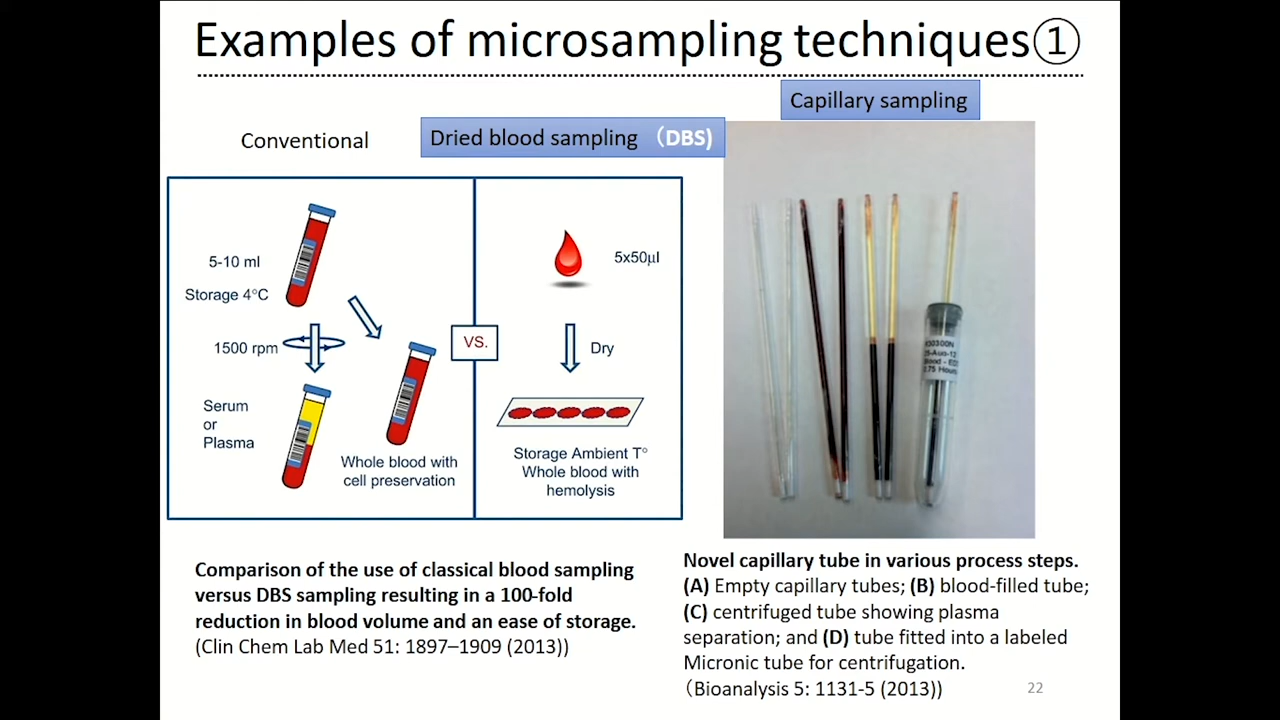 Examples of microsampling techniques①
Capillary sampling
Conventional
Dried blood sampling （DBS)
5-10 ml
Storage 4°C
1500 rpm
Serum
or
Plasma
Whole blood with
cell preservation
VS.
5x50µl
Dry
Storage Ambient T°
Whole blood with
hemolysis
75 Hours
Comparison of the use of classical blood sampling
versus DBS sampling resulting in a 100-fold
reduction in blood volume and an ease of storage.
(Clin Chem Lab Med 51: 1897–1909 (2013))
Novel capillary tube in various process steps.
(A) Empty capillary tubes; (B) blood-filled tube;
(C) centrifuged tube showing plasma
separation; and (D) tube fitted into a labeled
Micronic tube for centrifugation.
（Bioanalysis 5: 1131-5 (2013))
22